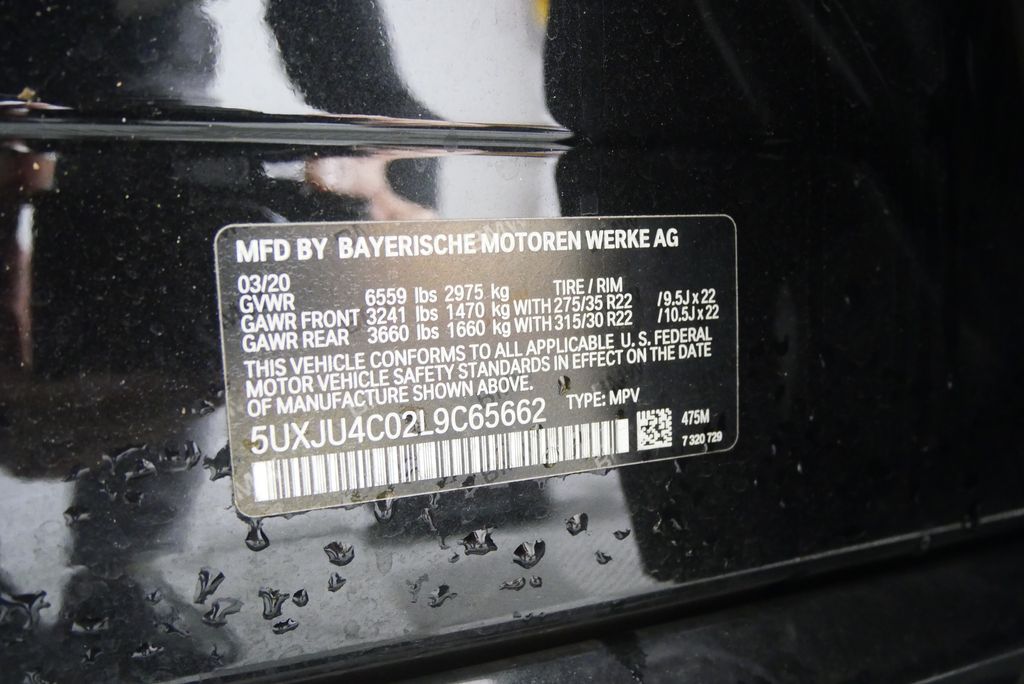 MFD BY BAYERISCHE MOTOREN WERKE AG
03/20
GVWR 6559 lbs 2975 kg TIRE / RIM
GAWR FRONT 3241 lbs 1470 kg WITH 275/35 R22 /9.5J x 22
GAWR REAR 3660 lbs 1660 kg WITH 315/30 R22 /10.5J x 22
THIS VEHICLE CONFORMS TO ALL APPLICABLE U. S. FEDERAL
MOTOR VEHICLE SAFETY STANDARDS IN EFFECT ON THE DATE
OF MANUFACTURE SHOWN ABOVE.
5UXJU4C02L9C65662 TYPE: MPV
475M
7 320 729